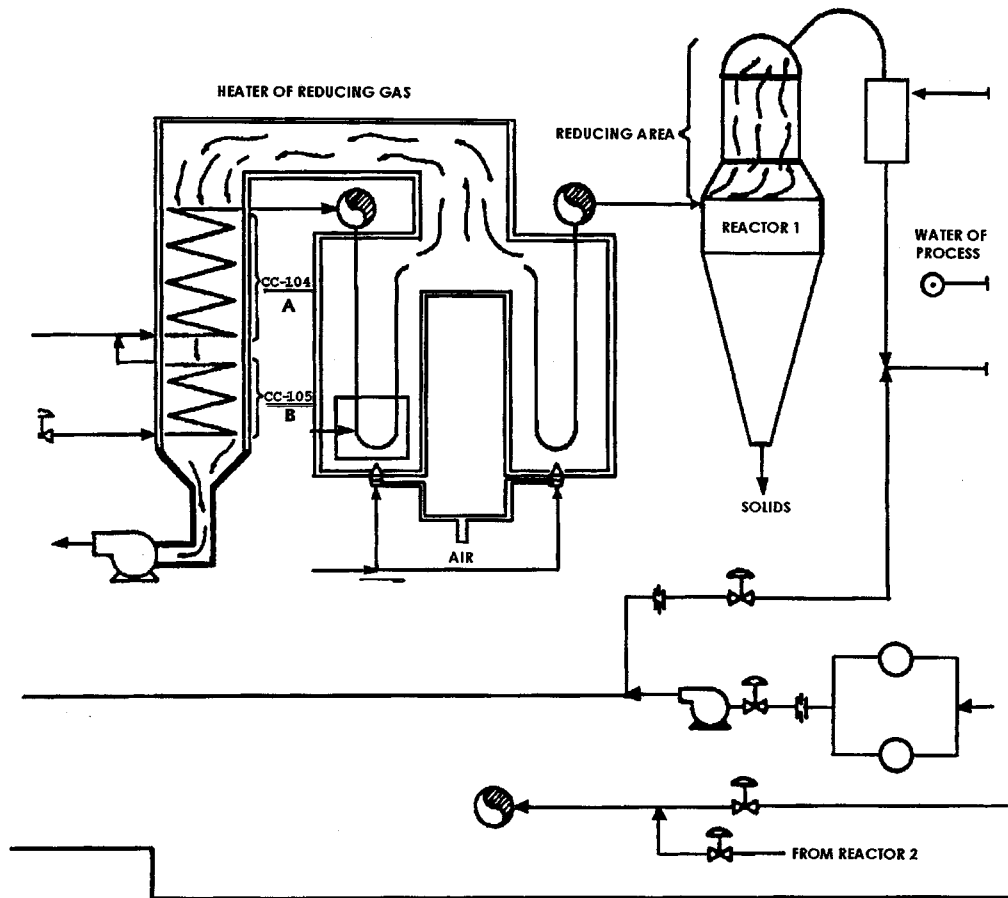 HEATER OF REDUCING GAS
REDUCING AREA
REACTOR 1
WATER OF
PROCESS
CC-104
A
CC-105
B
SOLIDS
AIR
FROM REACTOR 2